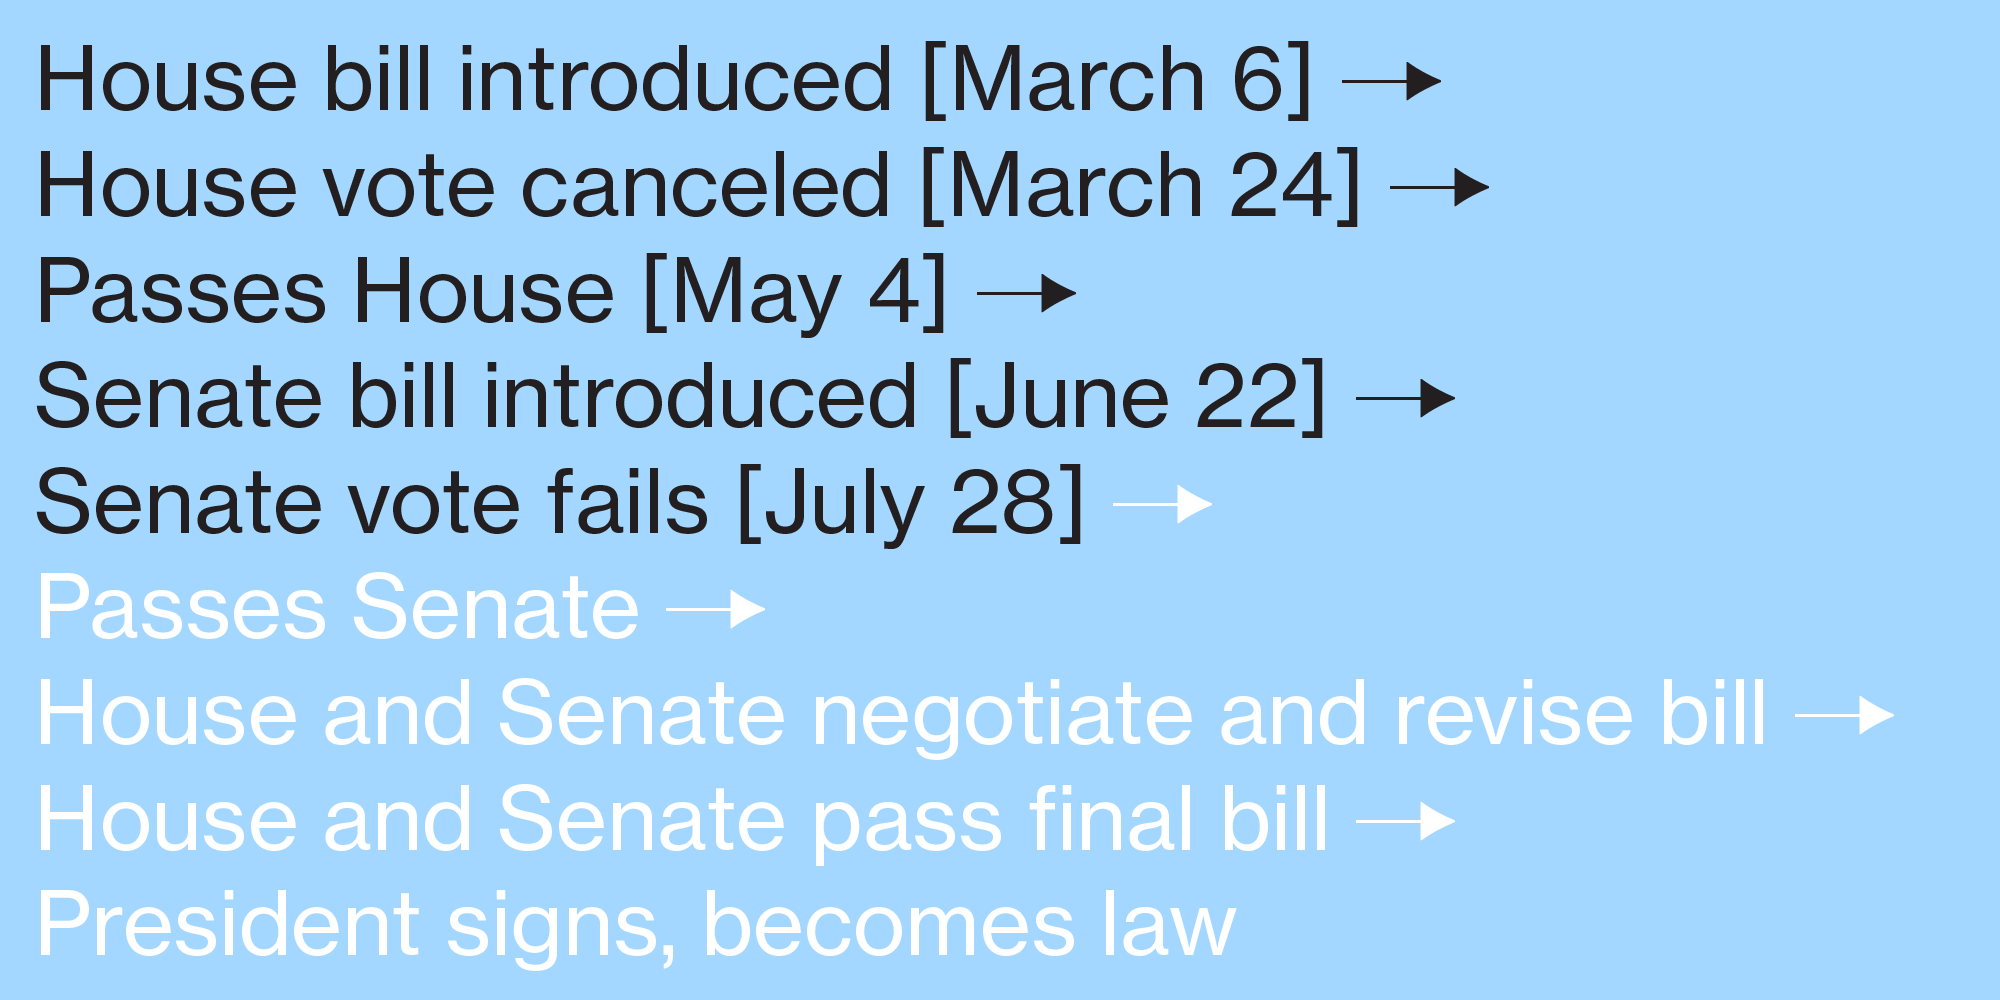 House bill introduced [March 6] →
House vote canceled [March 24] →
Passes House [May 4] →
Senate bill introduced [June 22] →
Senate vote fails [July 28] →
Passes Senate →
House and Senate negotiate and revise bill →
House and Senate pass final bill →
President signs, becomes law